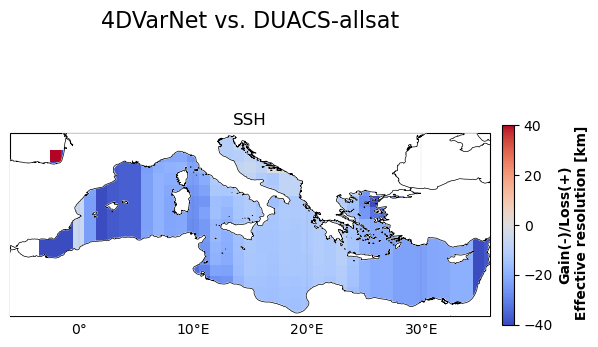 4DVarNet vs. DUACS-allsat
SSH
40
20
0
−20
−40
Gain(-)/Loss(+)
Effective resolution [km]
0°
10°E
20°E
30°E